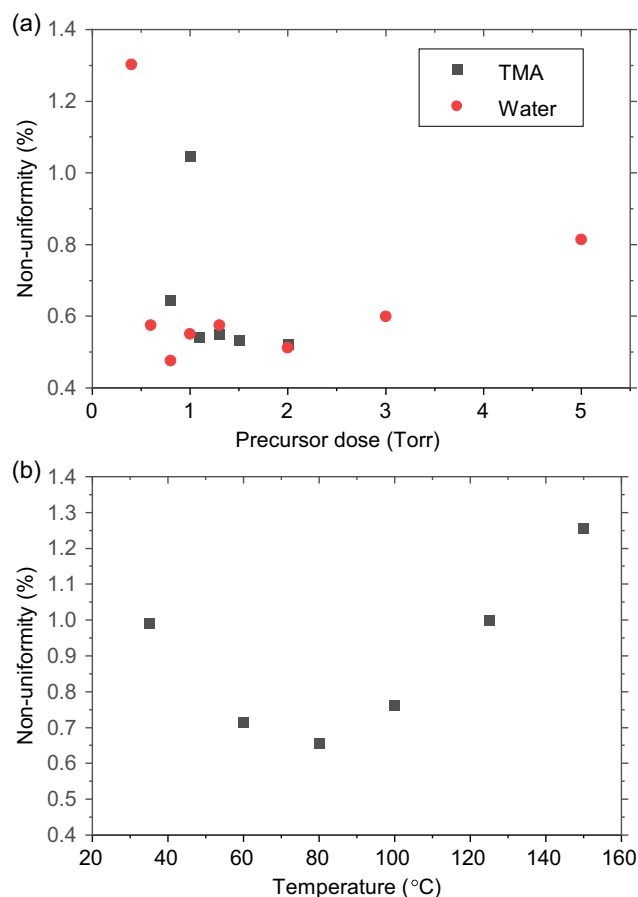 (a)
1.4
1.2
1.0
0.8
0.6
0.4
Non-uniformity (%)
TMA
Water
0 1 2 3 4 5
Precursor dose (Torr)
(b)
1.4
1.3
1.2
1.1
1.0
0.9
0.8
0.7
0.6
0.5
0.4
Non-uniformity (%)
20 40 60 80 100 120 140 160
Temperature (°C)